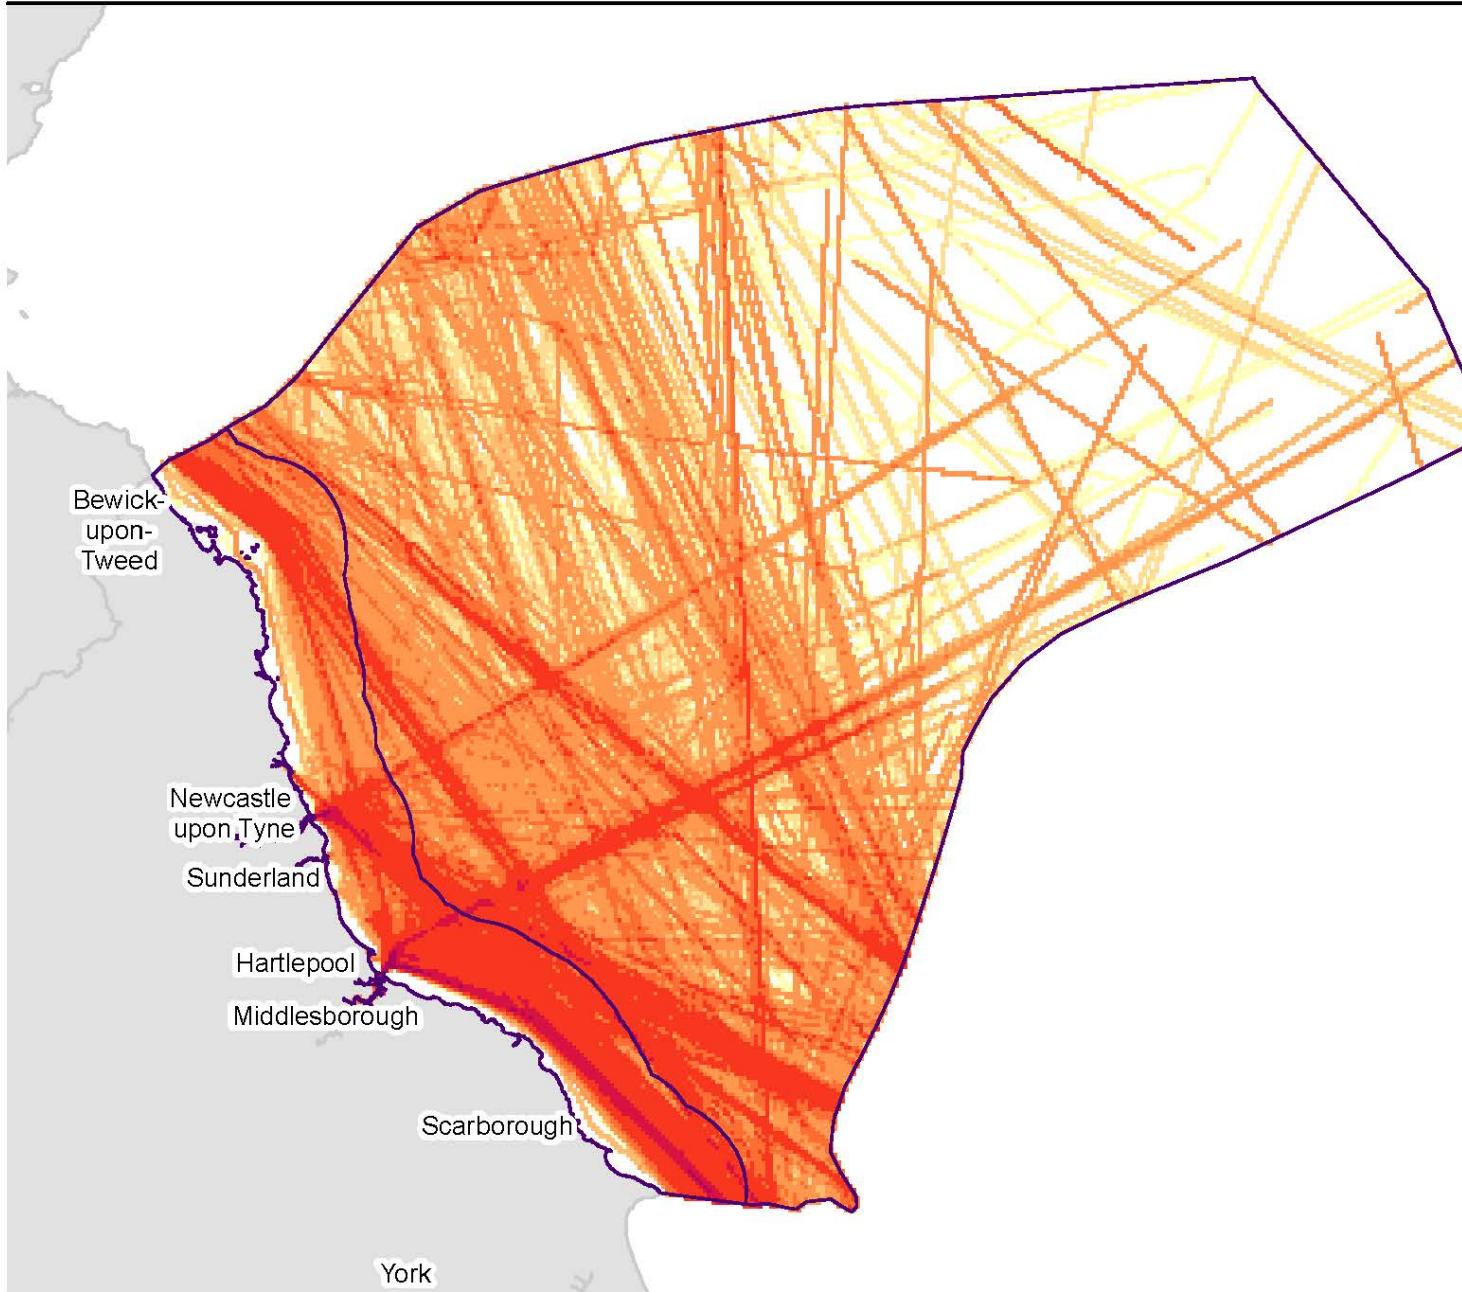 Bewick-
upon-
Tweed
Newcastle
upon Tyne
Sunderland
Hartlepool
Middlesborough
Scarborough
York